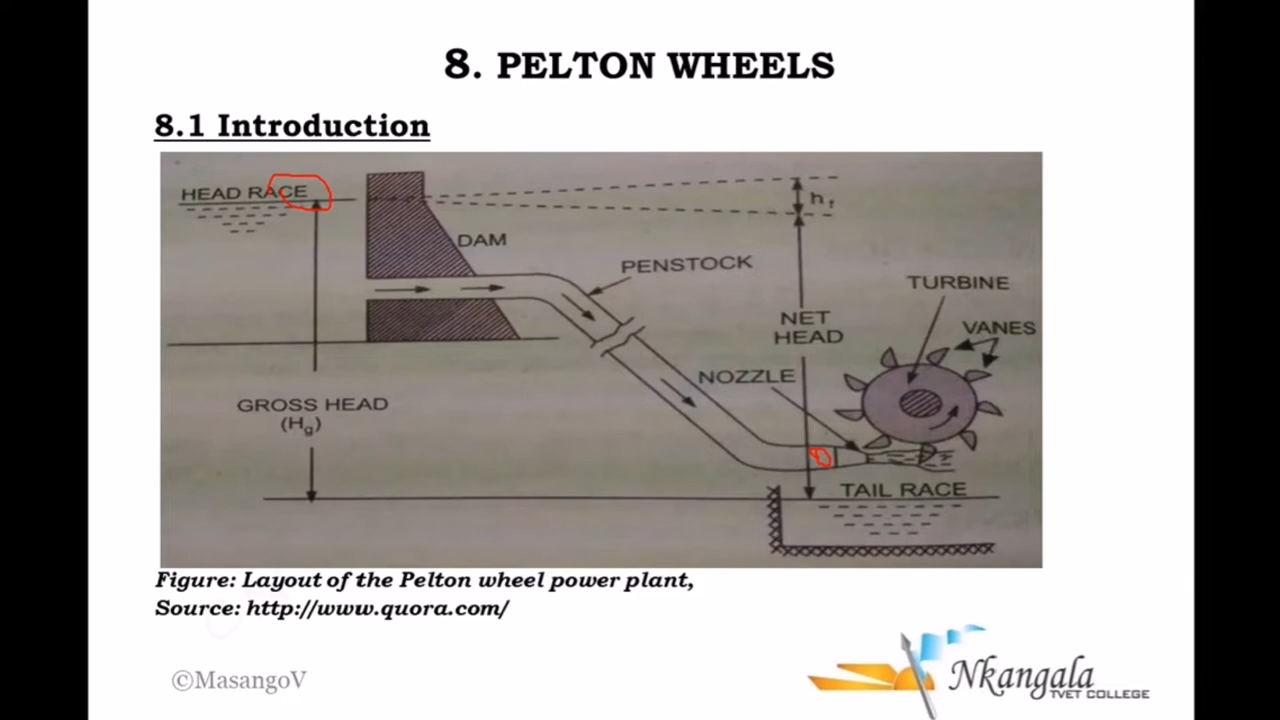 8. PELTON WHEELS
8.1 Introduction
HEAD RACE
hf
DAM
PENSTOCK
TURBINE
NET
HEAD
VANES
NOZZLE
GROSS HEAD
(Hg)
TAIL RACE
Figure: Layout of the Pelton wheel power plant,
Source: http://www.quora.com/
©MasangoV
Nkangala
TVET COLLEGE